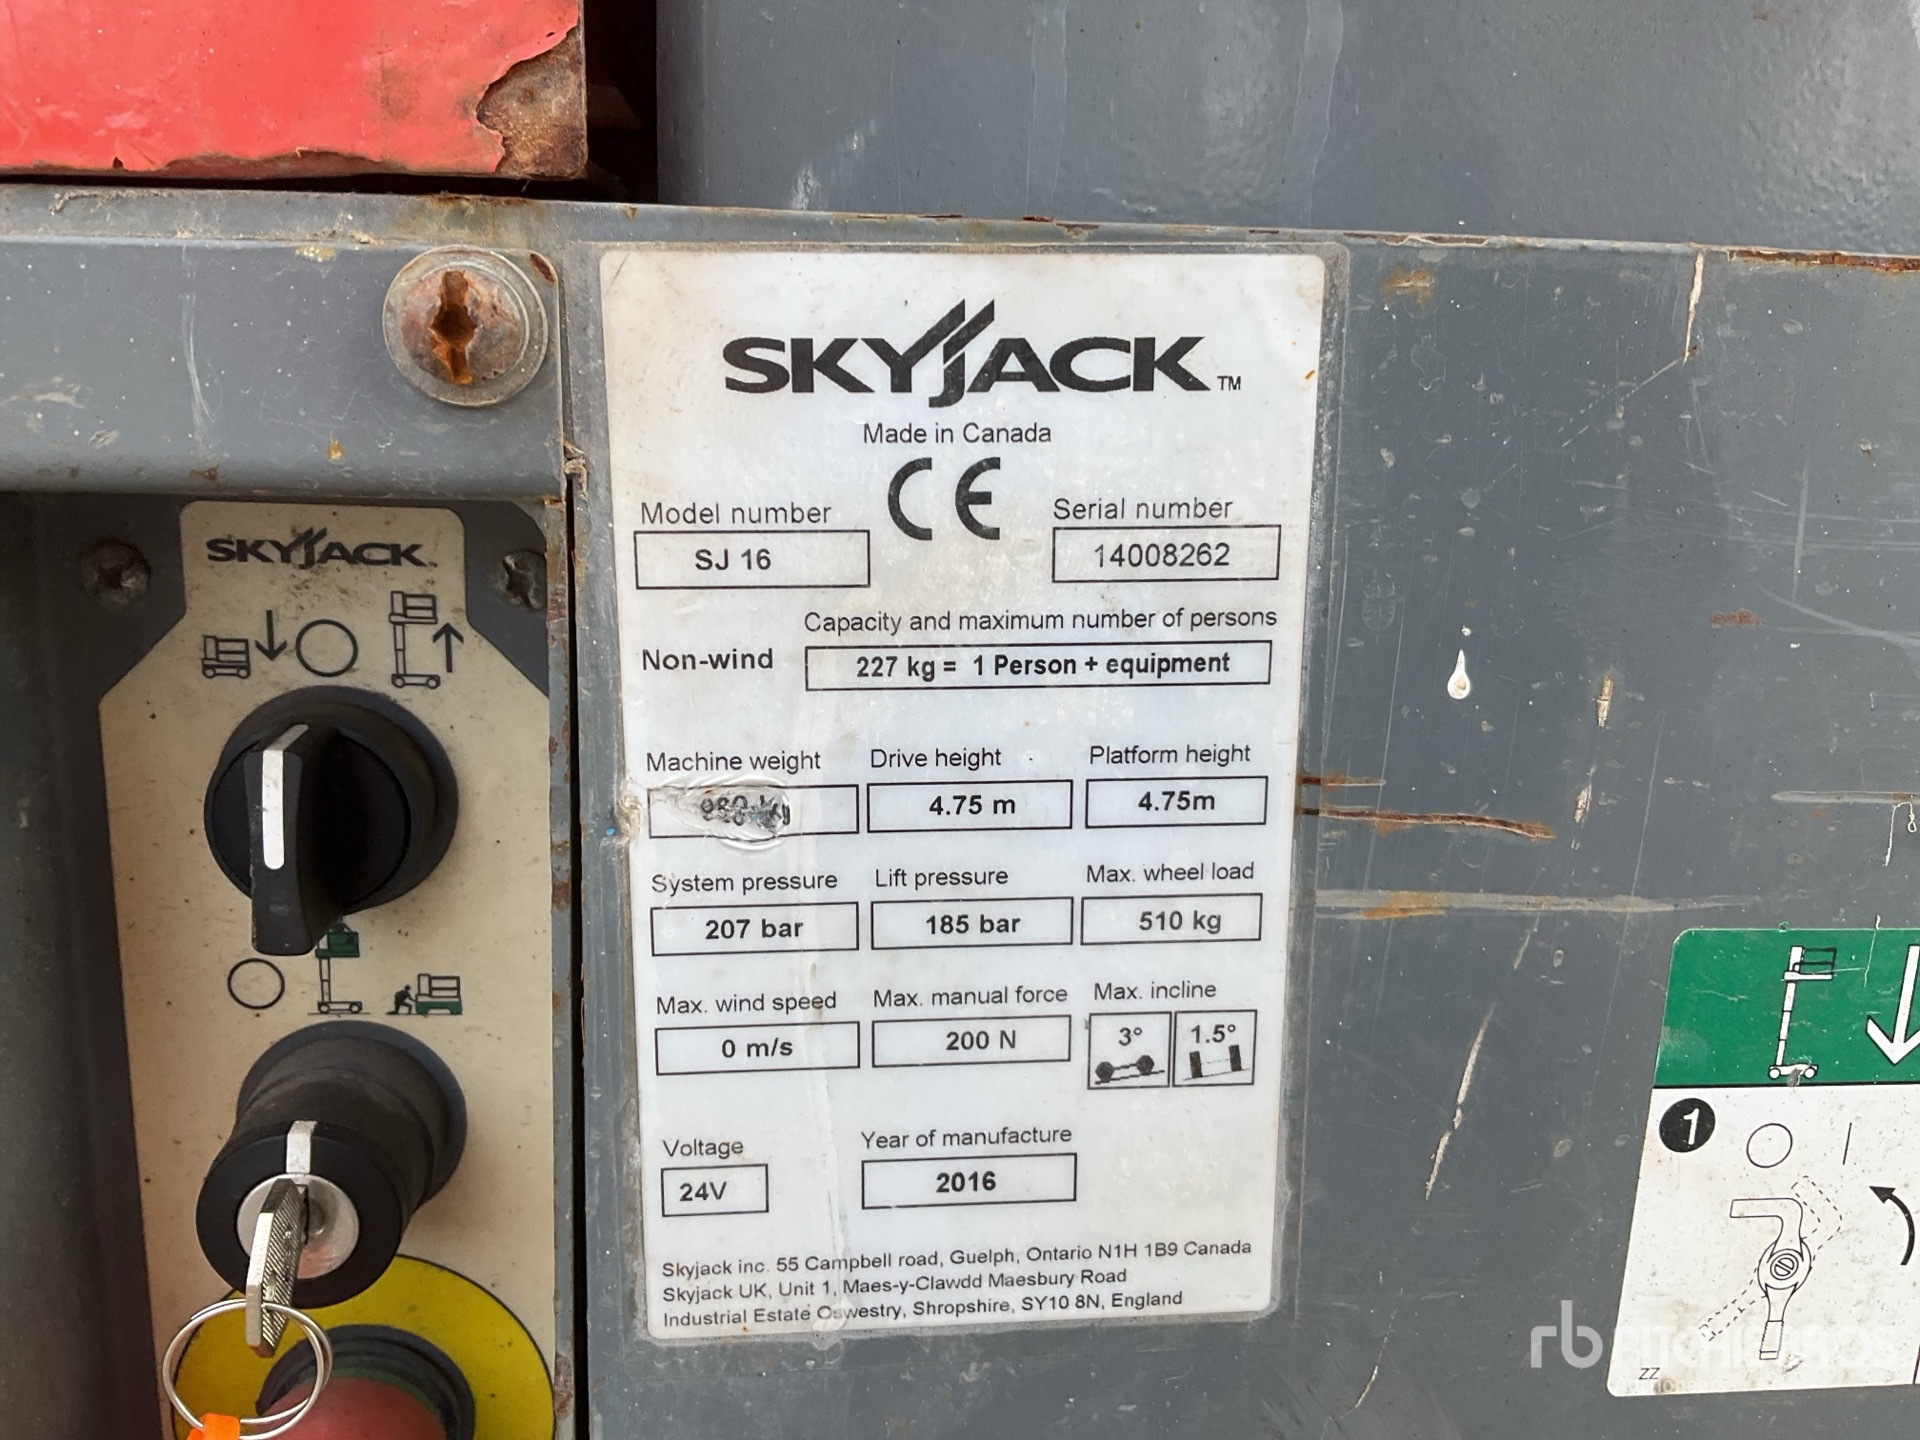 SKYJACK™
Made in Canada
CE
Model number
SJ 16
Serial number
14008262
Capacity and maximum number of persons
Non-wind
227 kg = 1 Person + equipment
Machine weight
Drive height
Platform height
4.75 m
4.75m
System pressure
Lift pressure
Max. wheel load
207 bar
185 bar
510 kg
Max. wind speed
Max. manual force
Max. incline
0 m/s
200 N
3°
1.5°
Voltage
Year of manufacture
24V
2016
Skyjack inc. 55 Campbell road, Guelph, Ontario N1H 1B9 Canada
Skyjack UK, Unit 1, Maes-y-Clawdd Maesbury Road
Industrial Estate Oswestry, Shropshire, SY10 8N, England
SKYJACK
1
ZZ
rb RITCHIE BROS